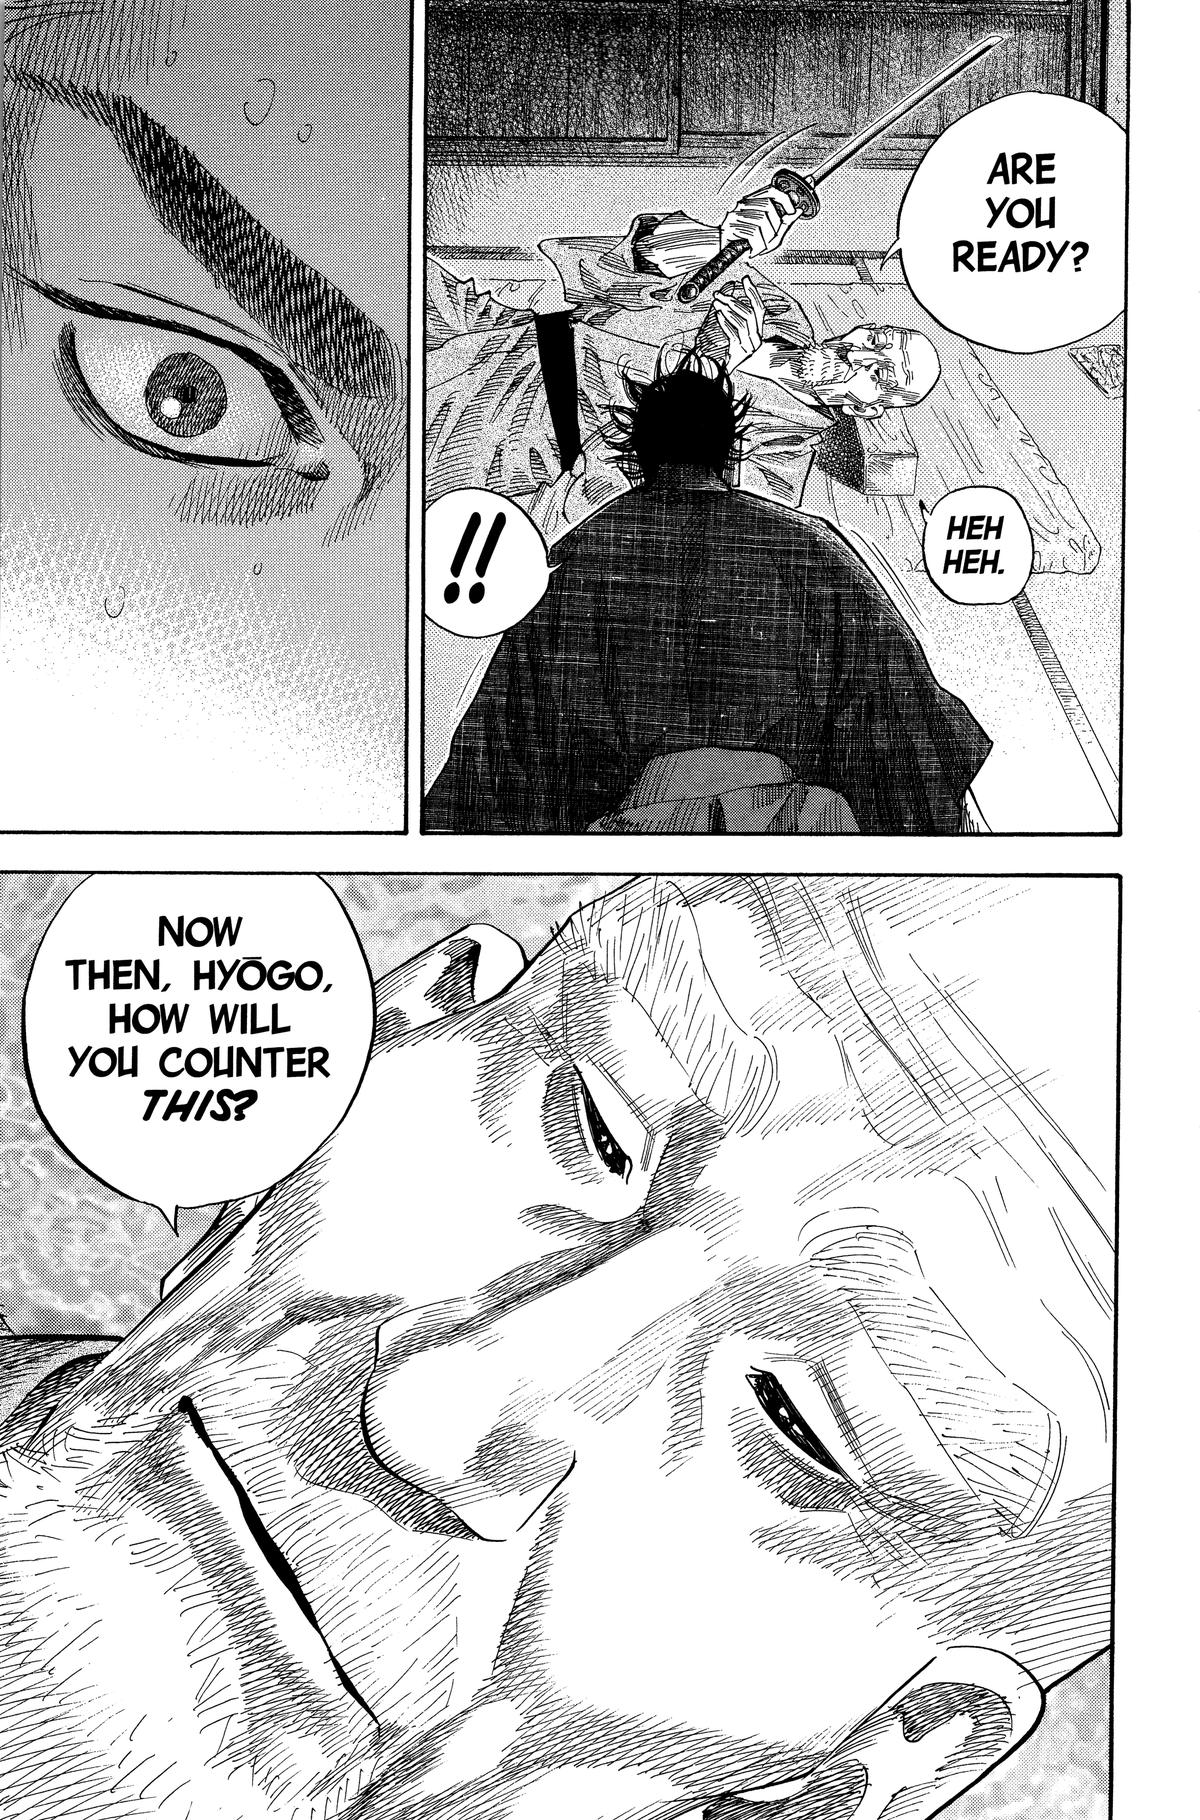 ARE
YOU
READY?
HEH
HEH.
!!
NOW
THEN, HYŌGO,
HOW WILL
YOU COUNTER
THIS?